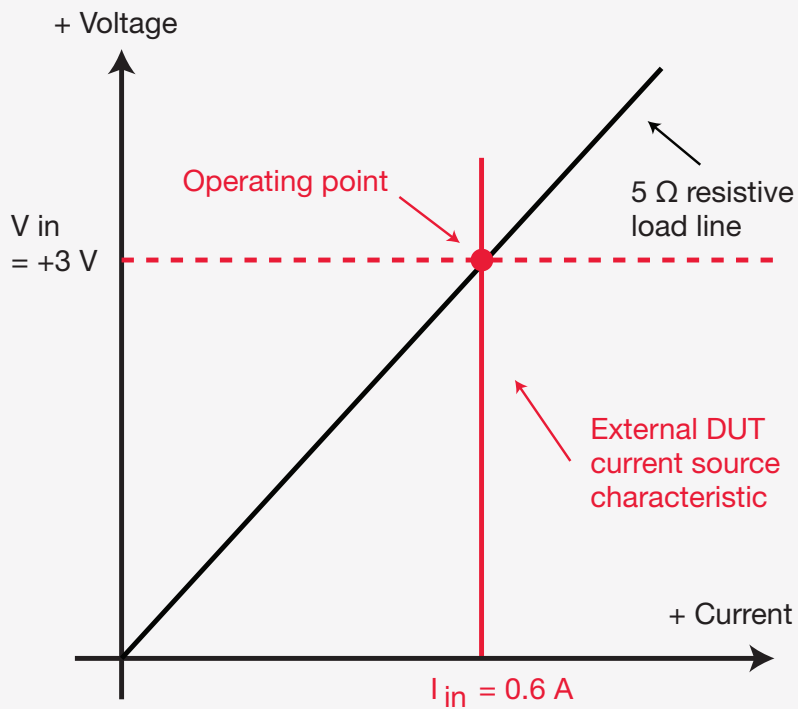 + Voltage
Operating point
5 Ω resistive
load line
V in
= +3 V
External DUT
current source
characteristic
+ Current
I in = 0.6 A